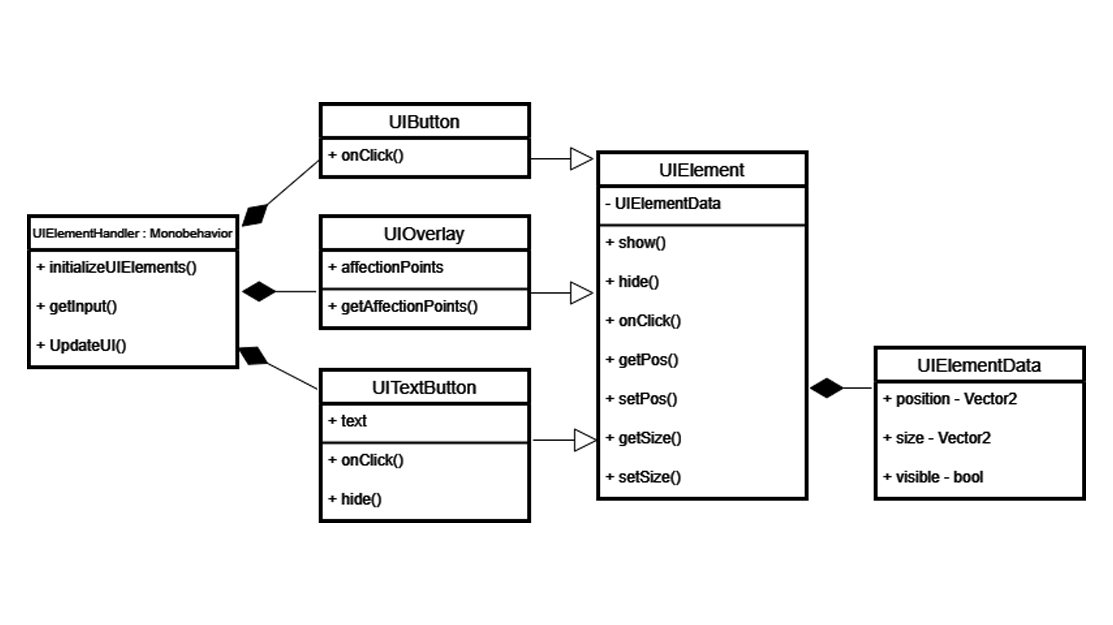 UIElementHandler : Monobehavior
+ initializeUIElements()
+ getInput()
+ UpdateUI()
UIButton
+ onClick()
UIOverlay
+ affectionPoints
+ getAffectionPoints()
UITextButton
+ text
+ onClick()
+ hide()
UIElement
- UIElementData
+ show()
+ hide()
+ onClick()
+ getPos()
+ setPos()
+ getSize()
+ setSize()
UIElementData
+ position - Vector2
+ size - Vector2
+ visible - bool